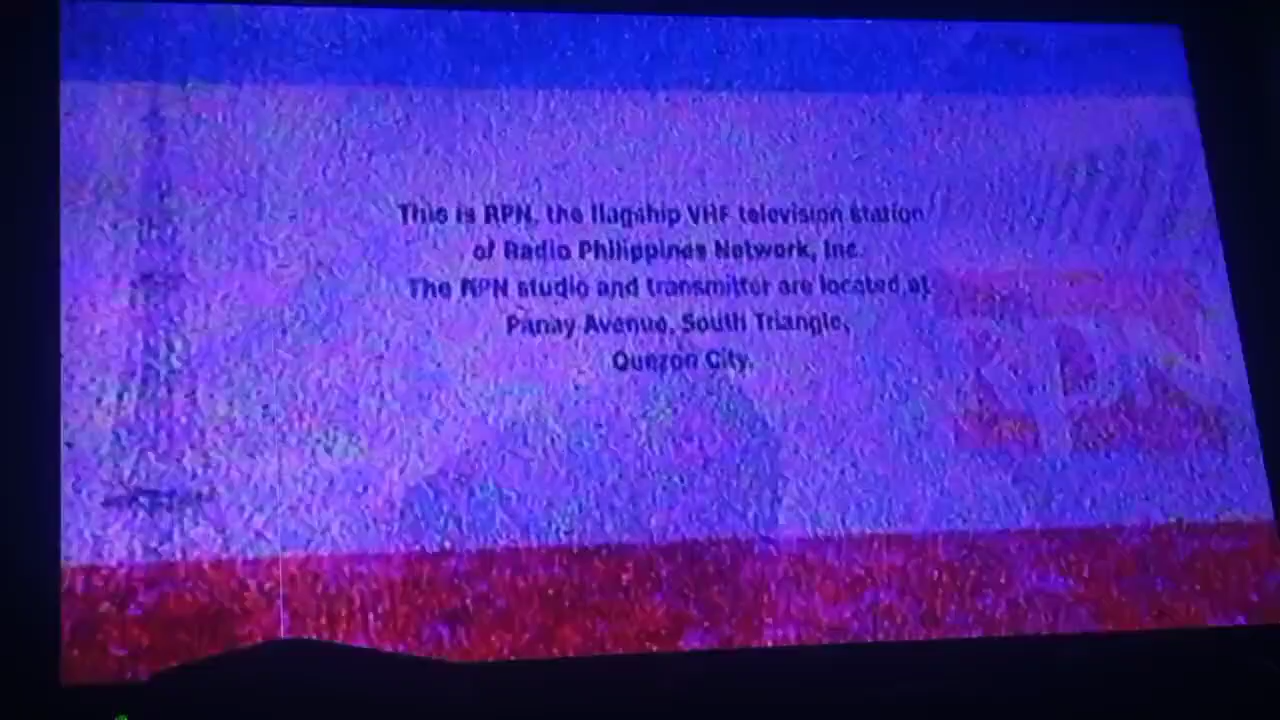 This is RPN, the flagship VHF television station
of Radio Philippines Network, Inc.
The RPN studio and transmitter are located at
Panay Avenue, South Triangle,
Quezon City.